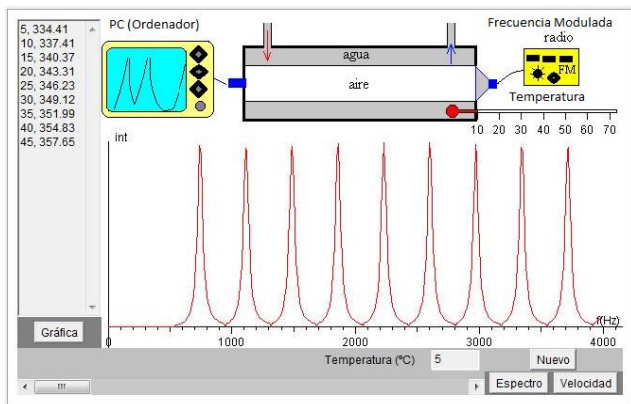 5, 334.41
10, 337.41
15, 340.37
20, 343.31
25, 346.23
30, 349.12
35, 351.99
40, 354.83
45, 357.65
PC (Ordenador)
agua
aire
Frecuencia Modulada
radio
FM
Temperatura
10 20 30 40 50 60 70
int
f(Hz)
0 1000 2000 3000 4000
Gráfica
Temperatura (ºC) 5 Nuevo
Espectro Velocidad